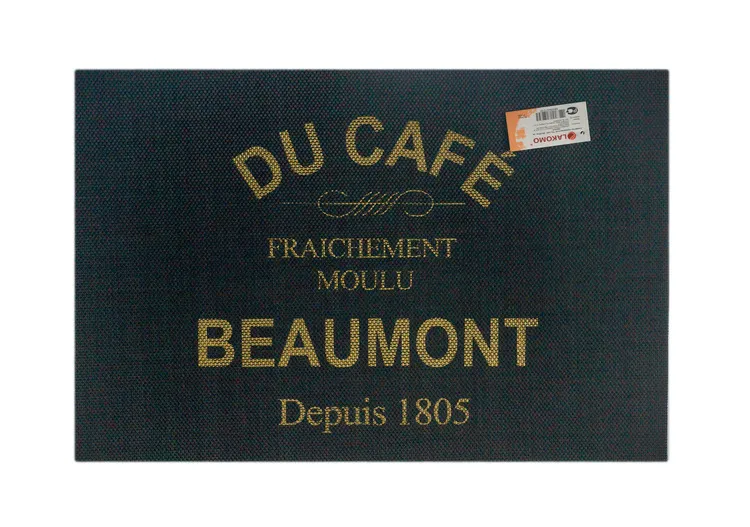 DU CAFÉ
FRAICHEMENT
MOULU
BEAUMONT
Depuis 1805
LAKOMO